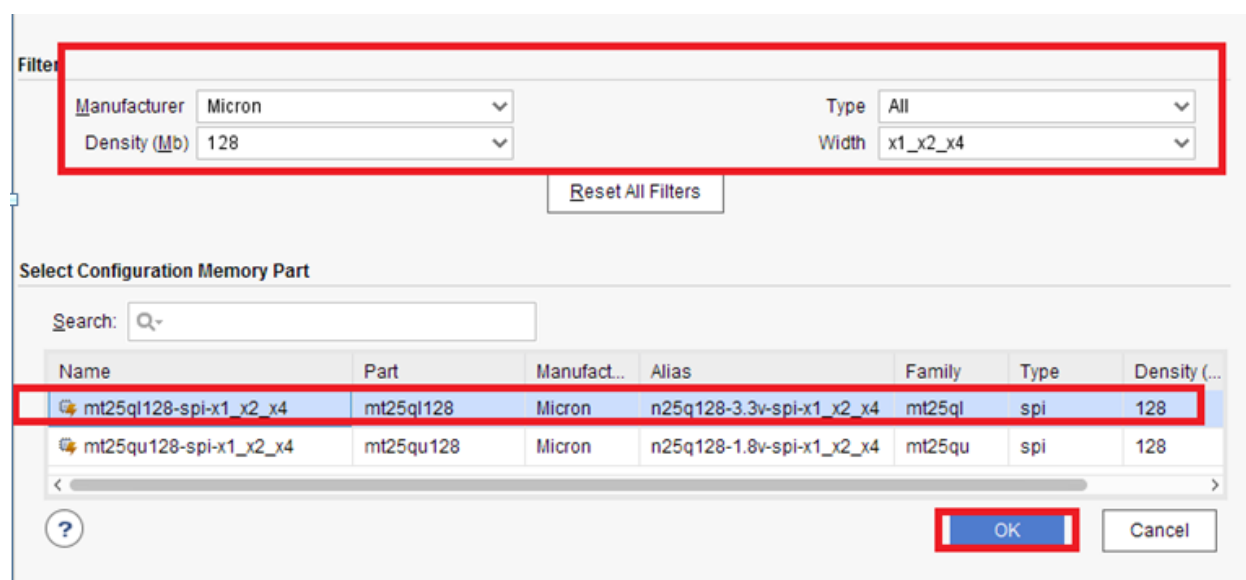 Filter
Manufacturer Micron Type All
Density (Mb) 128 Width x1_x2_x4
Reset All Filters
Select Configuration Memory Part
Search:
Name Part Manufact... Alias Family Type Density (...
mt25ql128-spi-x1_x2_x4 mt25ql128 Micron n25q128-3.3v-spi-x1_x2_x4 mt25ql spi 128
mt25qu128-spi-x1_x2_x4 mt25qu128 Micron n25q128-1.8v-spi-x1_x2_x4 mt25qu spi 128
? OK Cancel